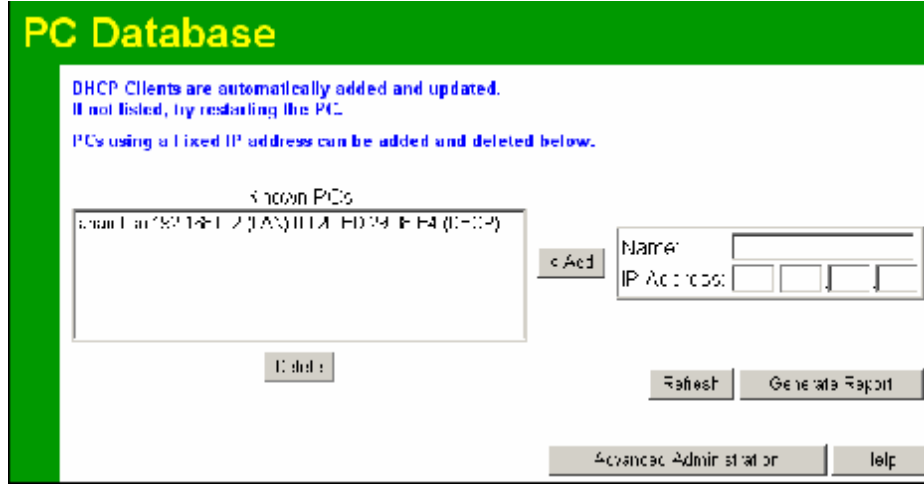 PC Database
DHCP Clients are automatically added and updated.
If not listed, try restarting the PC.
PCs using a Fixed IP address can be added and deleted below.
Known PCs
(LAN) (DHCP)
< Add
Name:
IP Address:
Delete
Refresh
Generate Report
Advanced Administration
Help